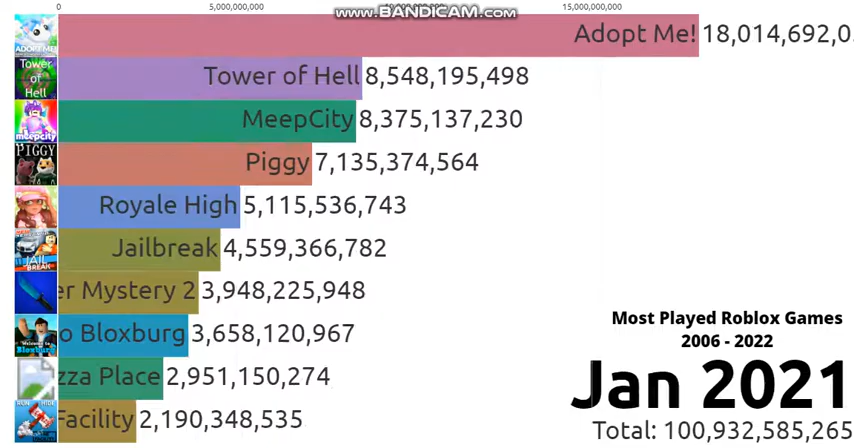 0 5,000,000,000 15,000,000,000
www.BANDICAM.com
ADOPT ME!
Adopt Me! 18,014,692,0
Tower of Hell
Tower of Hell 8,548,195,498
meepcity
MeepCity 8,375,137,230
PIGGY
Piggy 7,135,374,564
Royale High 5,115,536,743
JAIL BREAK
Jailbreak 4,559,366,782
er Mystery 2 3,948,225,948
Welcome to Bloxburg
o Bloxburg 3,658,120,967
zza Place 2,951,150,274
RUN HIDE
Facility 2,190,348,535
Most Played Roblox Games
2006 - 2022
Jan 2021
Total: 100,932,585,265